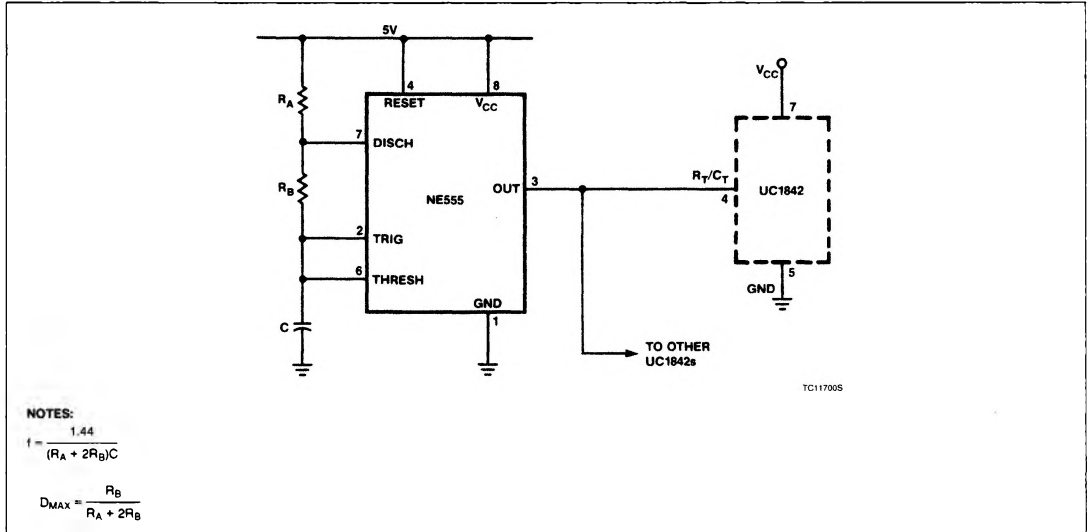 5V
4
8
RESET
VCC
RA
7
DISCH
RB
NE555
OUT
3
2
TRIG
6
THRESH
GND
1
C
VCC
7
RT/CT
4
UC1842
5
GND
TO OTHER
UC1842s
TC11700S
NOTES:
f = 1.44 / (RA + 2RB)C
DMAX = RB / RA + 2RB